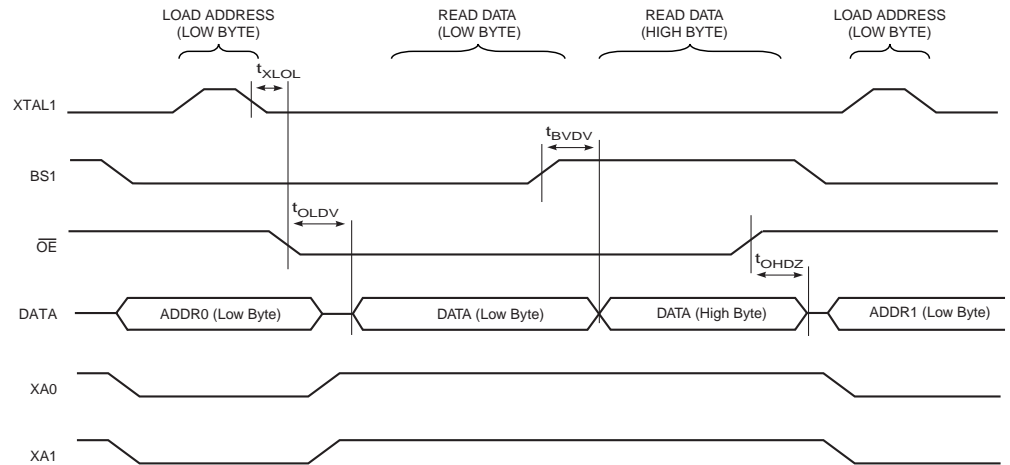 LOAD ADDRESS
(LOW BYTE)
READ DATA
(LOW BYTE)
READ DATA
(HIGH BYTE)
LOAD ADDRESS
(LOW BYTE)
tXLOL
XTAL1
tBVDV
BS1
tOLDV
OE
tOHDZ
DATA
ADDR0 (Low Byte)
DATA (Low Byte)
DATA (High Byte)
ADDR1 (Low Byte)
XA0
XA1